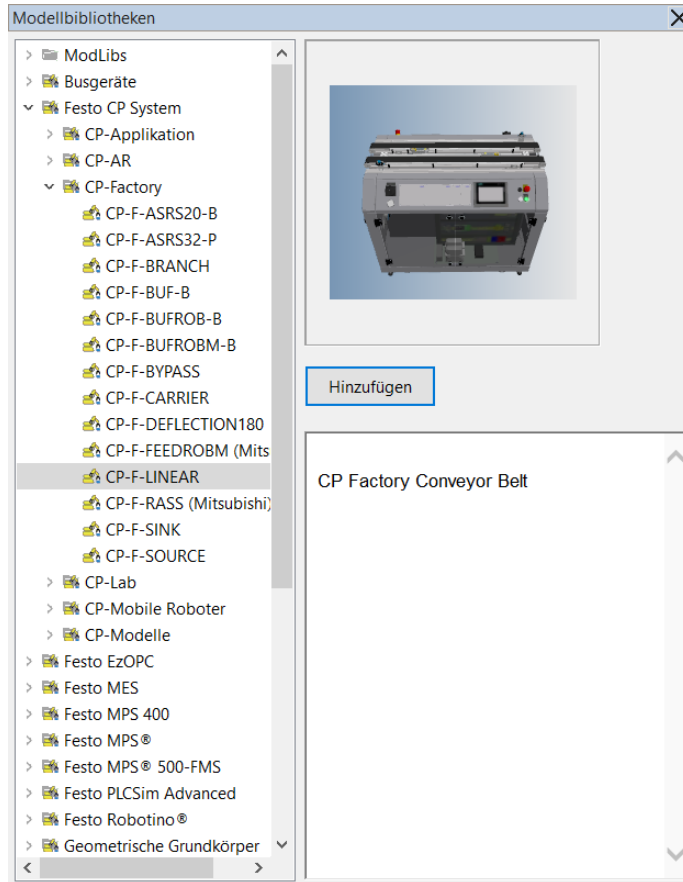 Modellbibliotheken
ModLibs
Busgeräte
Festo CP System
CP-Applikation
CP-AR
CP-Factory
CP-F-ASRS20-B
CP-F-ASRS32-P
CP-F-BRANCH
CP-F-BUF-B
CP-F-BUFROB-B
CP-F-BUFROBM-B
CP-F-BYPASS
CP-F-CARRIER
CP-F-DEFLECTION180
CP-F-FEEDROBM (Mits
CP-F-LINEAR
CP-F-RASS (Mitsubishi)
CP-F-SINK
CP-F-SOURCE
CP-Lab
CP-Mobile Roboter
CP-Modelle
Festo EzOPC
Festo MES
Festo MPS 400
Festo MPS®
Festo MPS® 500-FMS
Festo PLCSim Advanced
Festo Robotino®
Geometrische Grundkörper
Hinzufügen
CP Factory Conveyor Belt